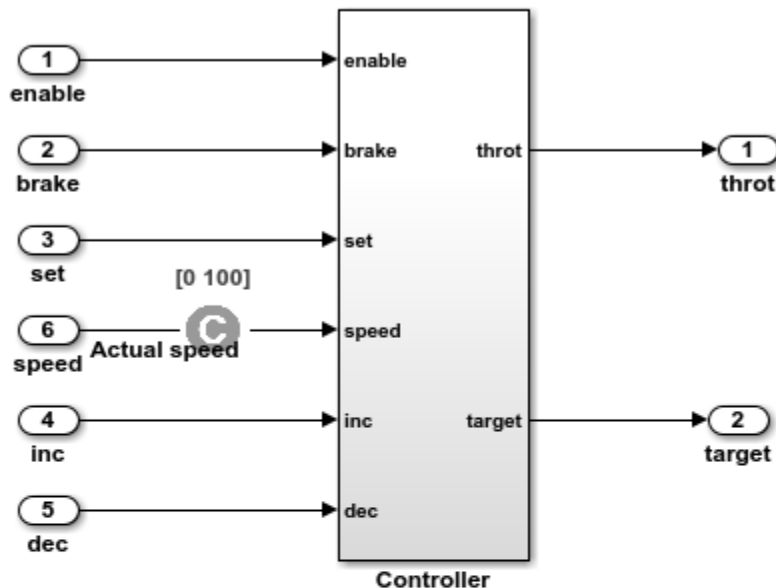 1
enable
enable
2
brake
brake
throt
1
throt
3
set
set
[0 100]
6
speed
C
Actual speed
speed
4
inc
inc
target
2
target
5
dec
dec
Controller